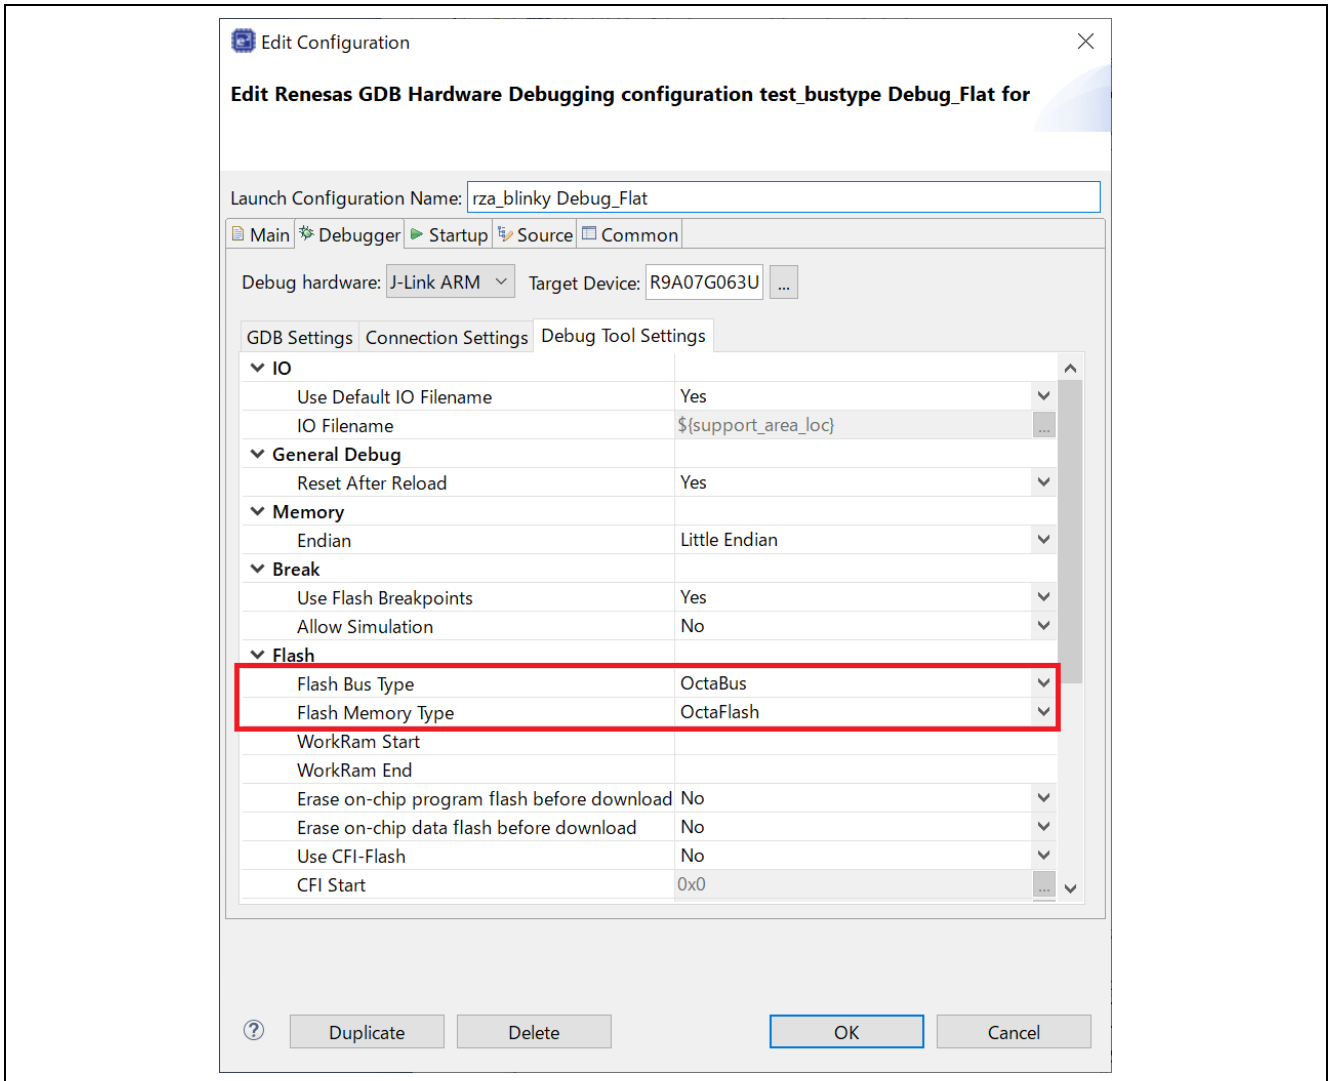 Edit Configuration
Edit Renesas GDB Hardware Debugging configuration test_bustype Debug_Flat for
Launch Configuration Name: rza_blinky Debug_Flat
Main Debugger Startup Source Common
Debug hardware: J-Link ARM Target Device: R9A07G063U ...
GDB Settings Connection Settings Debug Tool Settings
IO
Use Default IO Filename Yes
IO Filename ${support_area_loc} ...
General Debug
Reset After Reload Yes
Memory
Endian Little Endian
Break
Use Flash Breakpoints Yes
Allow Simulation No
Flash
Flash Bus Type OctaBus
Flash Memory Type OctaFlash
WorkRam Start
WorkRam End
Erase on-chip program flash before download No
Erase on-chip data flash before download No
Use CFI-Flash No
CFI Start 0x0 ...
? Duplicate Delete OK Cancel